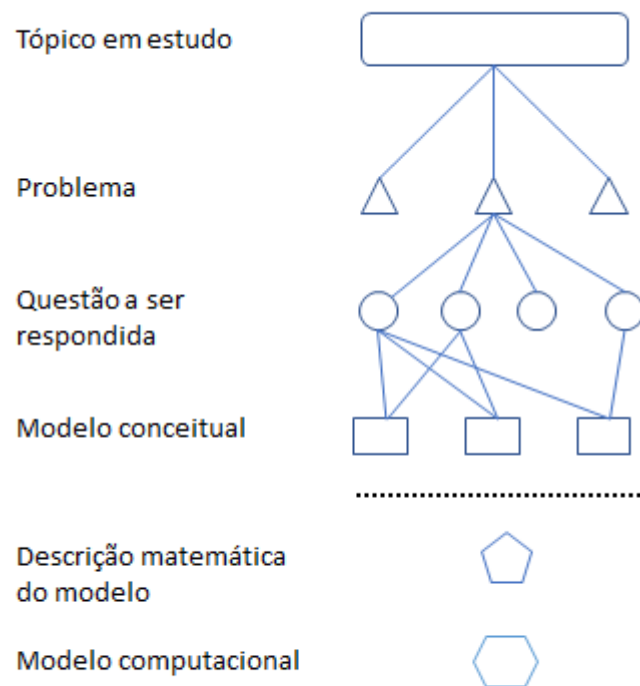 Tópico em estudo
Problema
Questão a ser
respondida
Modelo conceitual
Descrição matemática
do modelo
Modelo computacional